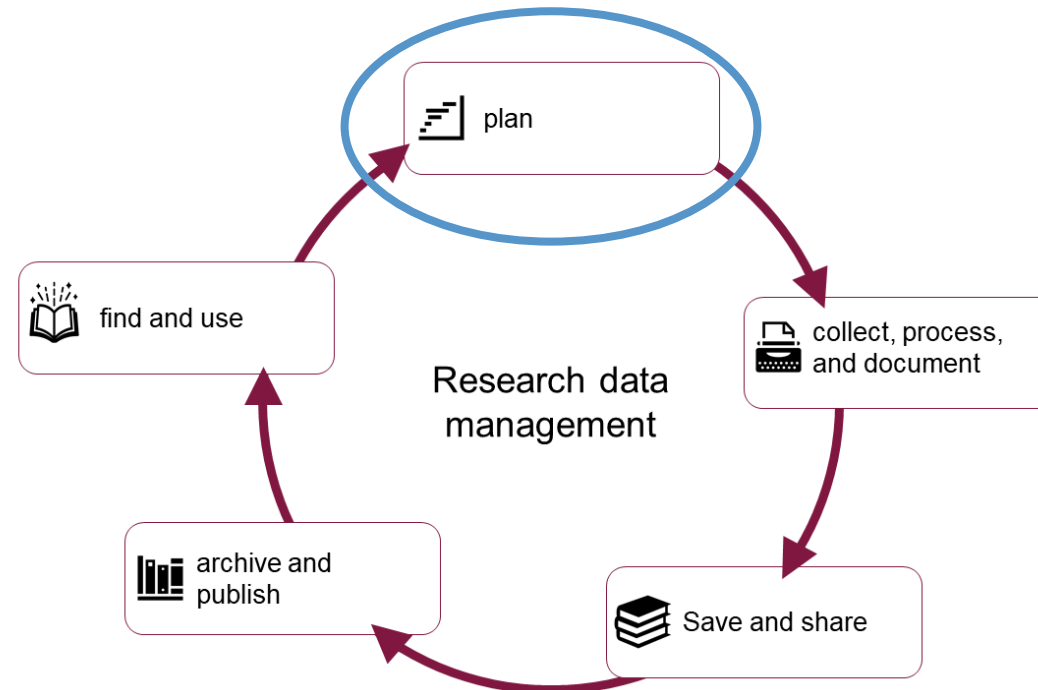 plan
collect, process,
and document
Save and share
archive and
publish
find and use
Research data
management